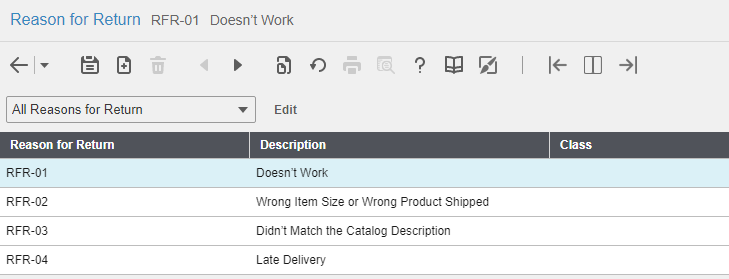 Reason for Return RFR-01 Doesn't Work
All Reasons for Return Edit
Reason for Return Description Class
RFR-01 Doesn't Work
RFR-02 Wrong Item Size or Wrong Product Shipped
RFR-03 Didn't Match the Catalog Description
RFR-04 Late Delivery